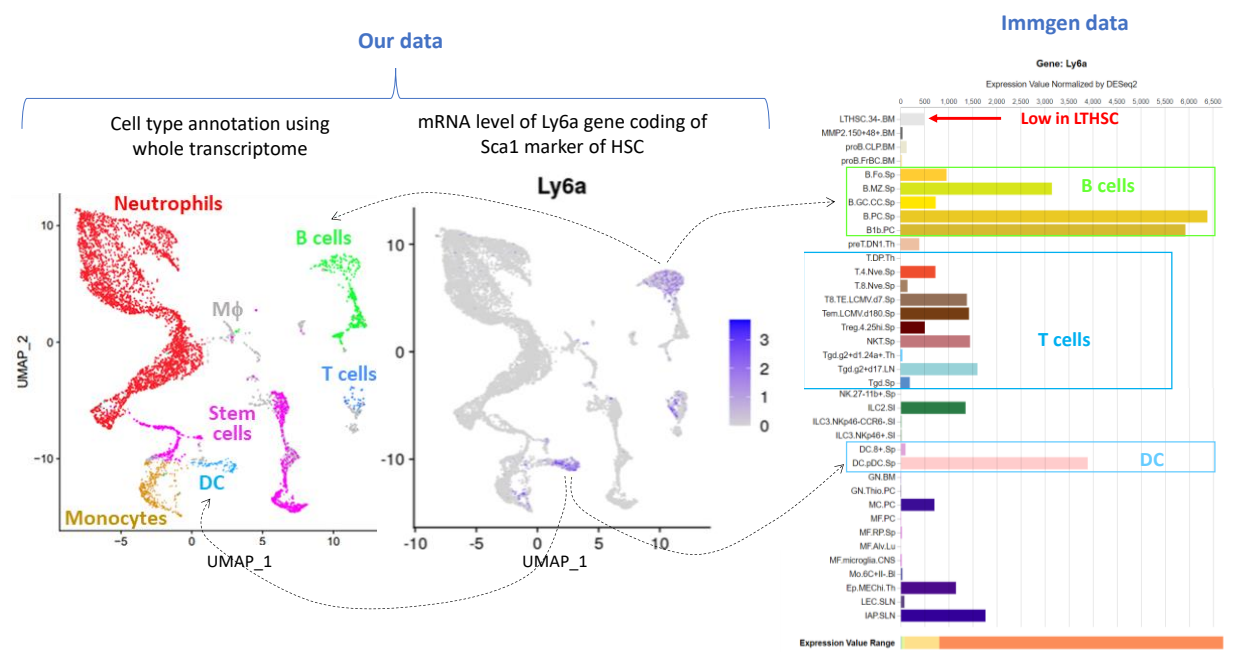 Our data
Immgen data
Cell type annotation using
whole transcriptome
mRNA level of Ly6a gene coding of
Sca1 marker of HSC
Neutrophils
B cells
Mϕ
T cells
Stem
cells
DC
Monocytes
10
0
−10
UMAP_2
−5
0
5
10
UMAP_1
Ly6a
10
0
-10
-10
-5
0
5
10
UMAP_1
3
2
1
0
Gene: Ly6a
Expression Value Normalized by DESeq2
0 500 1,000 1,500 2,000 2,500 3,000 3,500 4,000 4,500 5,000 5,500 6,000 6,500
LTHSC.34-.BM
Low in LTHSC
MMP2.150+48+.BM
proB.CLP.BM
proB.FrBC.BM
B.Fo.Sp
B.MZ.Sp
B cells
B.GC.CC.Sp
B.PC.Sp
B1b.PC
preT.DN1.Th
T.DP.Th
T.4.Nve.Sp
T.8.Nve.Sp
T8.TE.LCMV.d7.Sp
Tem.LCMV.d180.Sp
Treg.4.25hi.Sp
NKT.Sp
T cells
Tgd.g2+d1.24a+.Th
Tgd.g2+d17.LN
Tgd.Sp
NK.27-11b+.Sp
ILC2.SI
ILC3.NKp46-CCR6-.SI
ILC3.NKp46+.SI
DC.8+.Sp
DC.pDC.Sp
DC
GN.BM
GN.Thio.PC
MC.PC
MF.PC
MF.RP.Sp
MF.Alv.Lu
MF.microglia.CNS
Mo.6C+II-.Bl
Ep.MEChi.Th
LEC.SLN
IAP.SLN
Expression Value Range